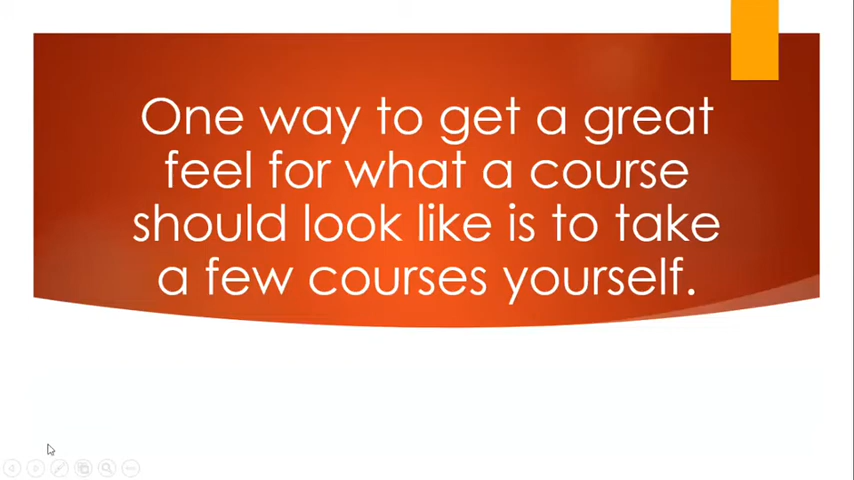 One way to get a great
feel for what a course
should look like is to take
a few courses yourself.